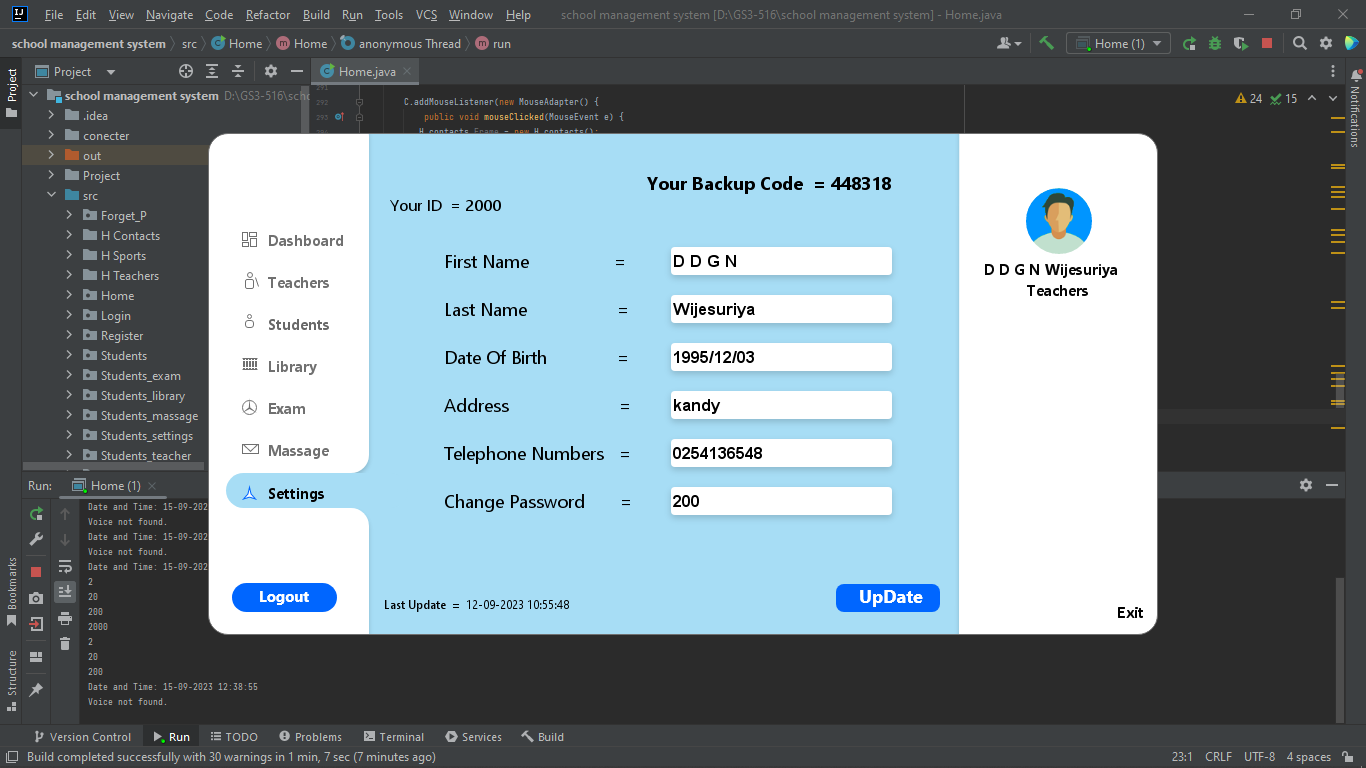 File Edit View Navigate Code Refactor Build Run Tools VCS Window Help school management system [D:\GS3-516\school management system] - Home.java
school management system src Home Home anonymous Thread run Home (1)
Project Project Home.java
school management system D:\GS3-516\scho
.idea
conecter
out
Project
src
Forget_P
H Contacts
H Sports
H Teachers
Home
Login
Register
Students
Students_exam
Students_library
Students_massage
Students_settings
Students_teacher
291
292 C.addMouseListener(new MouseAdapter() {
293 public void mouseClicked(MouseEvent e) {
H_contacts Frame = new H_contacts();
24 15
Notifications
Dashboard
Teachers
Students
Library
Exam
Massage
Settings
Logout
Your Backup Code = 448318
Your ID = 2000
First Name = D D G N
Last Name = Wijesuriya
Date Of Birth = 1995/12/03
Address = kandy
Telephone Numbers = 0254136548
Change Password = 200
Last Update = 12-09-2023 10:55:48
UpDate
D D G N Wijesuriya
Teachers
Exit
Run: Home (1)
Date and Time: 15-09-202
Voice not found.
Date and Time: 15-09-202
Voice not found.
Date and Time: 15-09-202
2
20
200
2000
2
20
200
Date and Time: 15-09-2023 12:38:55
Voice not found.
Bookmarks
Structure
Version Control Run TODO Problems Terminal Services Build
Build completed successfully with 30 warnings in 1 min, 7 sec (7 minutes ago) 23:1 CRLF UTF-8 4 spaces